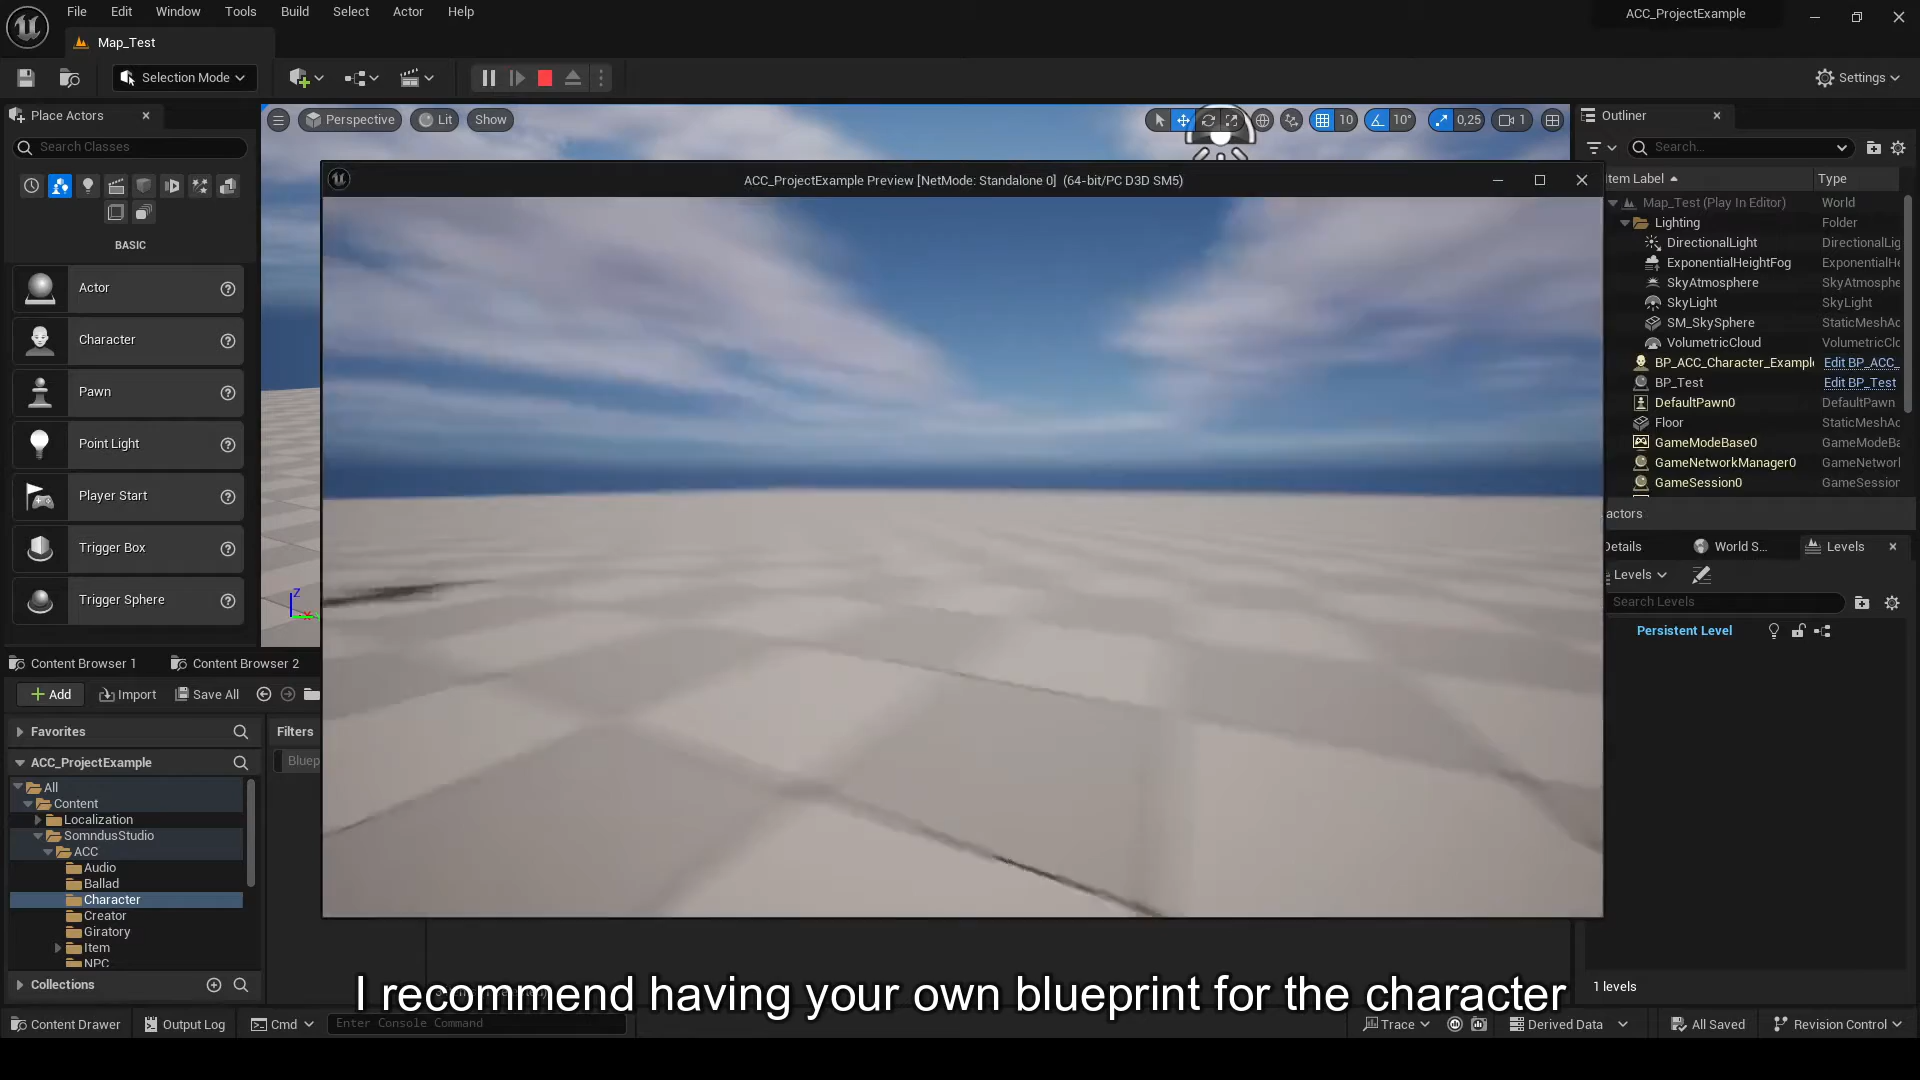 File Edit Window Tools Build Select Actor Help
ACC_ProjectExample
Map_Test
Selection Mode
Settings
Place Actors
Search Classes
BASIC
Actor
Character
Pawn
Point Light
Player Start
Trigger Box
Trigger Sphere
Perspective Lit Show
10 10° 0,25 1
ACC_ProjectExample Preview [NetMode: Standalone 0] (64-bit/PC D3D SM5)
Z
Outliner
Search...
Item Label Type
Map_Test (Play In Editor) World
Lighting Folder
DirectionalLight DirectionalLig
ExponentialHeightFog ExponentialHe
SkyAtmosphere SkyAtmosphe
SkyLight SkyLight
SM_SkySphere StaticMeshAc
VolumetricCloud VolumetricClo
BP_ACC_Character_Example Edit BP_ACC_
BP_Test Edit BP_Test
DefaultPawn0 DefaultPawn
Floor StaticMeshAc
GameModeBase0 GameModeBa
GameNetworkManager0 GameNetworl
GameSession0 GameSession
actors
Details World S... Levels
Levels
Search Levels
Persistent Level
1 levels
Content Browser 1 Content Browser 2
Add Import Save All
Favorites
Filters
ACC_ProjectExample
Bluep
All
Content
Localization
SomndusStudio
ACC
Audio
Ballad
Character
Creator
Giratory
Item
NPC
Collections
I recommend having your own blueprint for the character
Content Drawer Output Log Cmd Enter Console Command
Trace Derived Data All Saved Revision Control